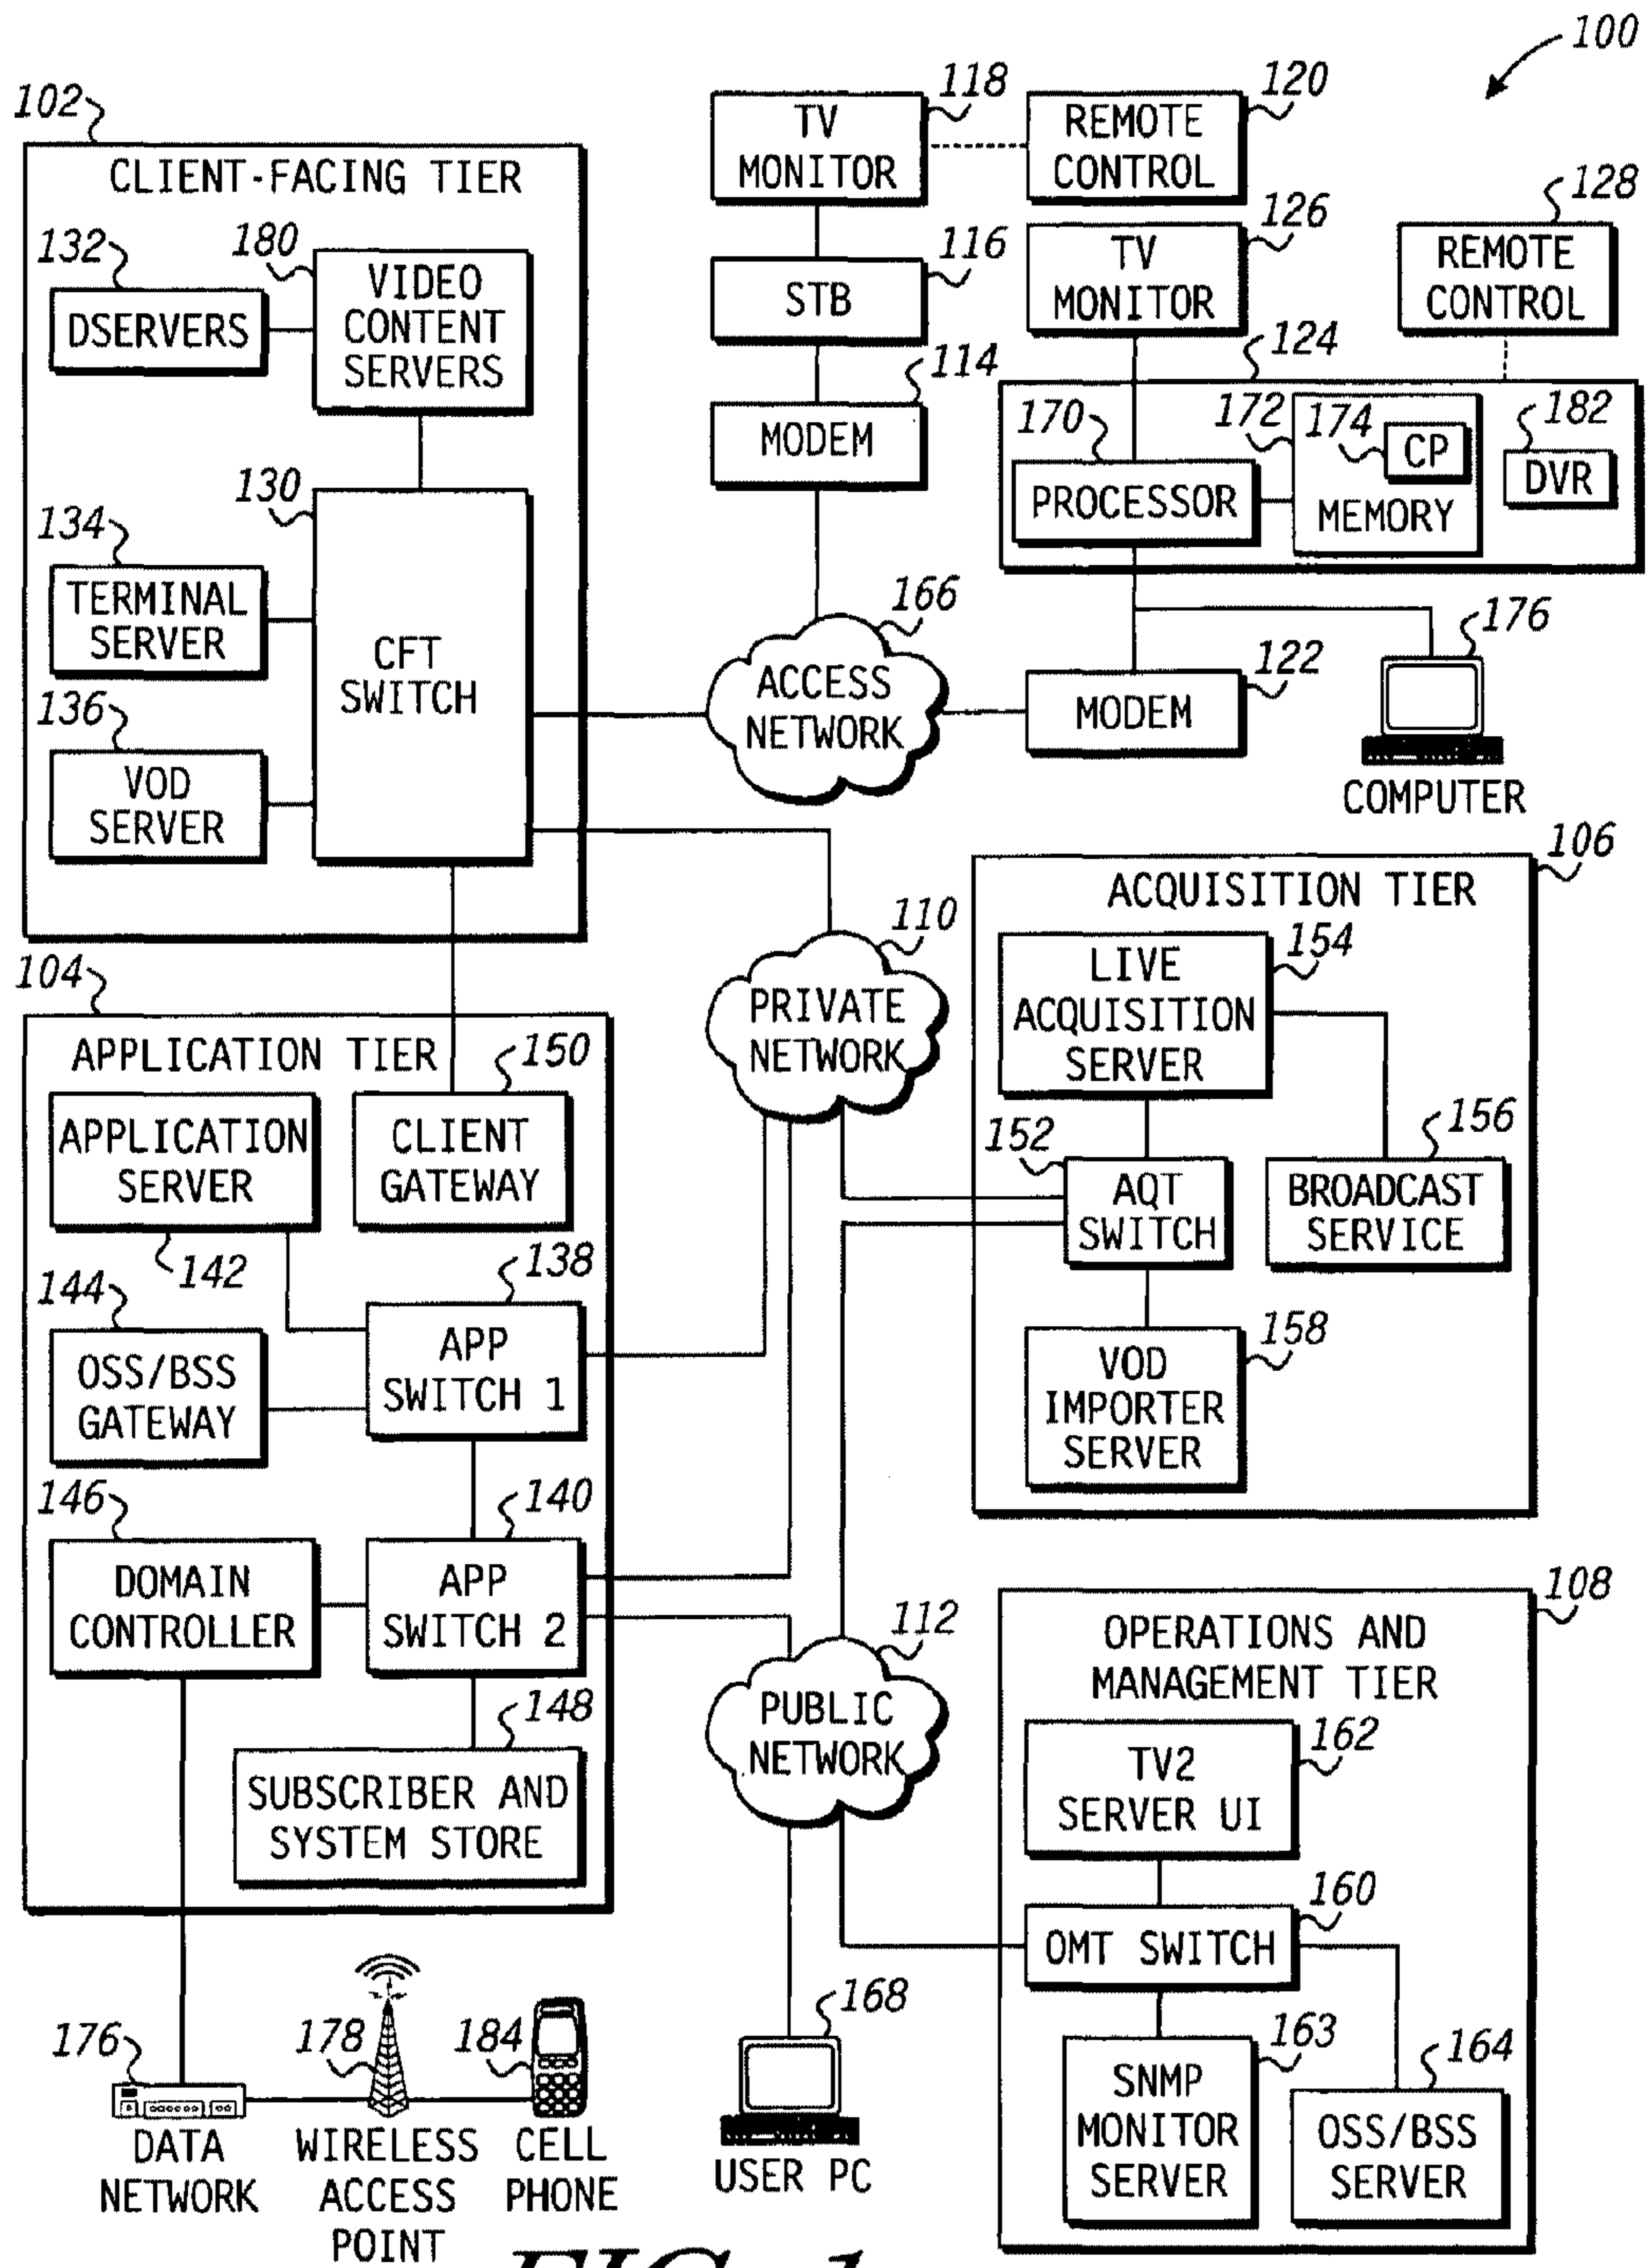 100
102
CLIENT-FACING TIER
132
DSERVERS
180
VIDEO
CONTENT
SERVERS
130
CFT
SWITCH
134
TERMINAL
SERVER
136
VOD
SERVER
118
TV
MONITOR
120
REMOTE
CONTROL
116
STB
114
MODEM
126
TV
MONITOR
128
REMOTE
CONTROL
124
170
PROCESSOR
172
174
CP
MEMORY
182
DVR
166
ACCESS
NETWORK
122
MODEM
176
COMPUTER
104
APPLICATION TIER
150
CLIENT
GATEWAY
APPLICATION
SERVER
142
138
APP
SWITCH 1
144
OSS/BSS
GATEWAY
146
DOMAIN
CONTROLLER
140
APP
SWITCH 2
148
SUBSCRIBER AND
SYSTEM STORE
110
PRIVATE
NETWORK
106
ACQUISITION TIER
154
LIVE
ACQUISITION
SERVER
152
AQT
SWITCH
156
BROADCAST
SERVICE
158
VOD
IMPORTER
SERVER
112
PUBLIC
NETWORK
108
OPERATIONS AND
MANAGEMENT TIER
162
TV2
SERVER UI
160
OMT SWITCH
163
SNMP
MONITOR
SERVER
164
OSS/BSS
SERVER
176
DATA
NETWORK
178
WIRELESS
ACCESS
POINT
184
CELL
PHONE
168
USER PC
FIG. 1